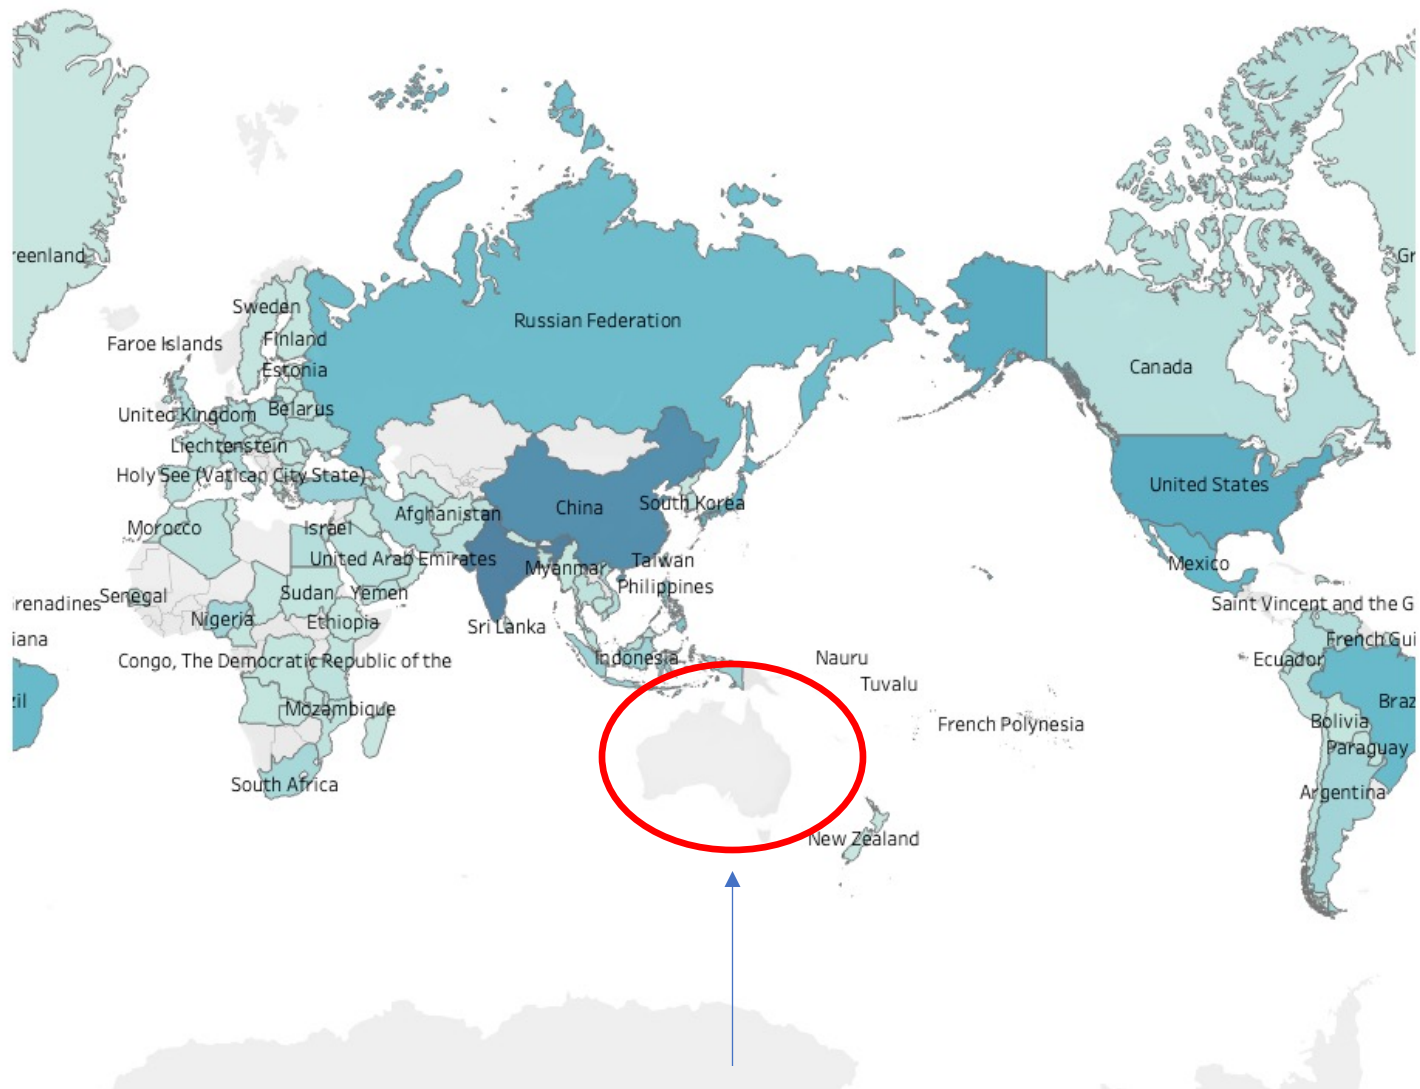 reenland
Gr
Sweden
Russian Federation
Finland
Faroe Islands
Canada
Estonia
Belarus
United Kingdom
Liechtenstein
Holy See (Vatican City State)
United States
South Korea
China
Afghanistan
Morocco
Israel
United Arab Emirates
Taiwan
Mexico
Myanmar
Philippines
Senegal
Sudan
Yemen
renadines
Saint Vincent and the G
Nigeria
Ethiopia
Sri Lanka
iana
French Gui
Indonesia
Nauru
Ecuador
Congo, The Democratic Republic of the
Tuvalu
zil
Braz
Mozambique
Bolivia
French Polynesia
Paraguay
South Africa
Argentina
New Zealand